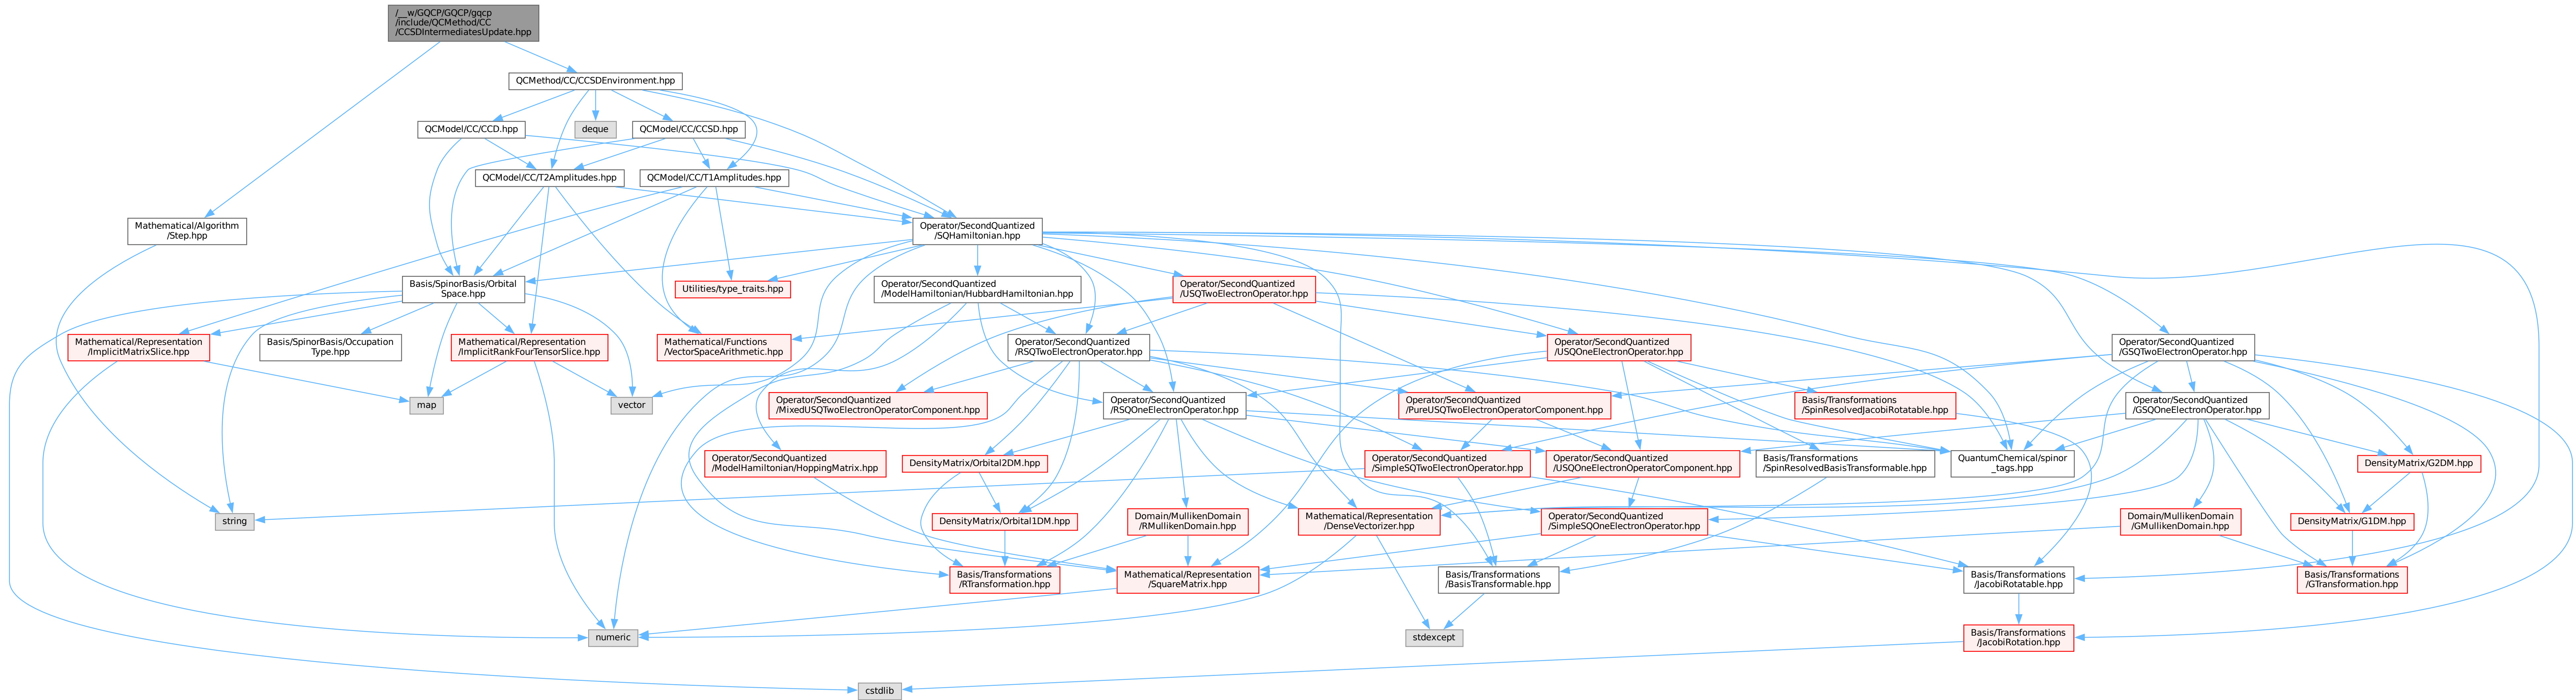 /__w/GQCP/GQCP/gqcp
/include/QCMethod/CC
/CCSDIntermediatesUpdate.hpp
QCMethod/CC/CCSDEnvironment.hpp
QCModel/CC/CCD.hpp
deque
QCModel/CC/CCSD.hpp
QCModel/CC/T2Amplitudes.hpp
QCModel/CC/T1Amplitudes.hpp
Mathematical/Algorithm
/Step.hpp
Operator/SecondQuantized
/SQHamiltonian.hpp
Basis/SpinorBasis/Orbital
Space.hpp
Utilities/type_traits.hpp
Operator/SecondQuantized
/ModelHamiltonian/HubbardHamiltonian.hpp
Operator/SecondQuantized
/USQTwoElectronOperator.hpp
Mathematical/Representation
/ImplicitMatrixSlice.hpp
Basis/SpinorBasis/Occupation
Type.hpp
Mathematical/Representation
/ImplicitRankFourTensorSlice.hpp
Mathematical/Functions
/VectorSpaceArithmetic.hpp
Operator/SecondQuantized
/RSQTwoElectronOperator.hpp
Operator/SecondQuantized
/USQOneElectronOperator.hpp
Operator/SecondQuantized
/GSQTwoElectronOperator.hpp
map
vector
Operator/SecondQuantized
/MixedUSQTwoElectronOperatorComponent.hpp
Operator/SecondQuantized
/RSQOneElectronOperator.hpp
Operator/SecondQuantized
/PureUSQTwoElectronOperatorComponent.hpp
Basis/Transformations
/SpinResolvedJacobiRotatable.hpp
Operator/SecondQuantized
/GSQOneElectronOperator.hpp
Operator/SecondQuantized
/ModelHamiltonian/HoppingMatrix.hpp
DensityMatrix/Orbital2DM.hpp
Operator/SecondQuantized
/SimpleSQTwoElectronOperator.hpp
Operator/SecondQuantized
/USQOneElectronOperatorComponent.hpp
Basis/Transformations
/SpinResolvedBasisTransformable.hpp
QuantumChemical/spinor
_tags.hpp
DensityMatrix/G2DM.hpp
string
DensityMatrix/Orbital1DM.hpp
Domain/MullikenDomain
/RMullikenDomain.hpp
Mathematical/Representation
/DenseVectorizer.hpp
Operator/SecondQuantized
/SimpleSQOneElectronOperator.hpp
Domain/MullikenDomain
/GMullikenDomain.hpp
DensityMatrix/G1DM.hpp
Basis/Transformations
/RTransformation.hpp
Mathematical/Representation
/SquareMatrix.hpp
Basis/Transformations
/BasisTransformable.hpp
Basis/Transformations
/JacobiRotatable.hpp
Basis/Transformations
/GTransformation.hpp
numeric
stdexcept
Basis/Transformations
/JacobiRotation.hpp
cstdlib